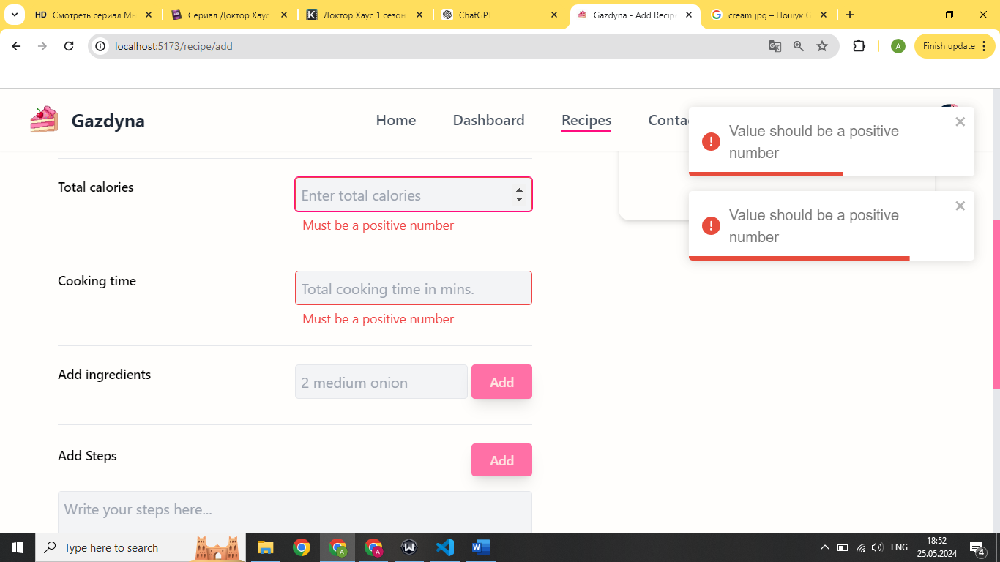 HD Смотреть сериал Мы
Сериал Доктор Хаус
Доктор Хаус 1 сезон
ChatGPT
Gazdyna - Add Recip
cream jpg – Пошук G
localhost:5173/recipe/add
A
Finish update
Gazdyna
Home
Dashboard
Recipes
Conta
Value should be a positive
number
Value should be a positive
number
Total calories
Enter total calories
Must be a positive number
Cooking time
Total cooking time in mins.
Must be a positive number
Add ingredients
2 medium onion
Add
Add Steps
Add
Write your steps here...
Type here to search
ENG
18:52
25.05.2024
4